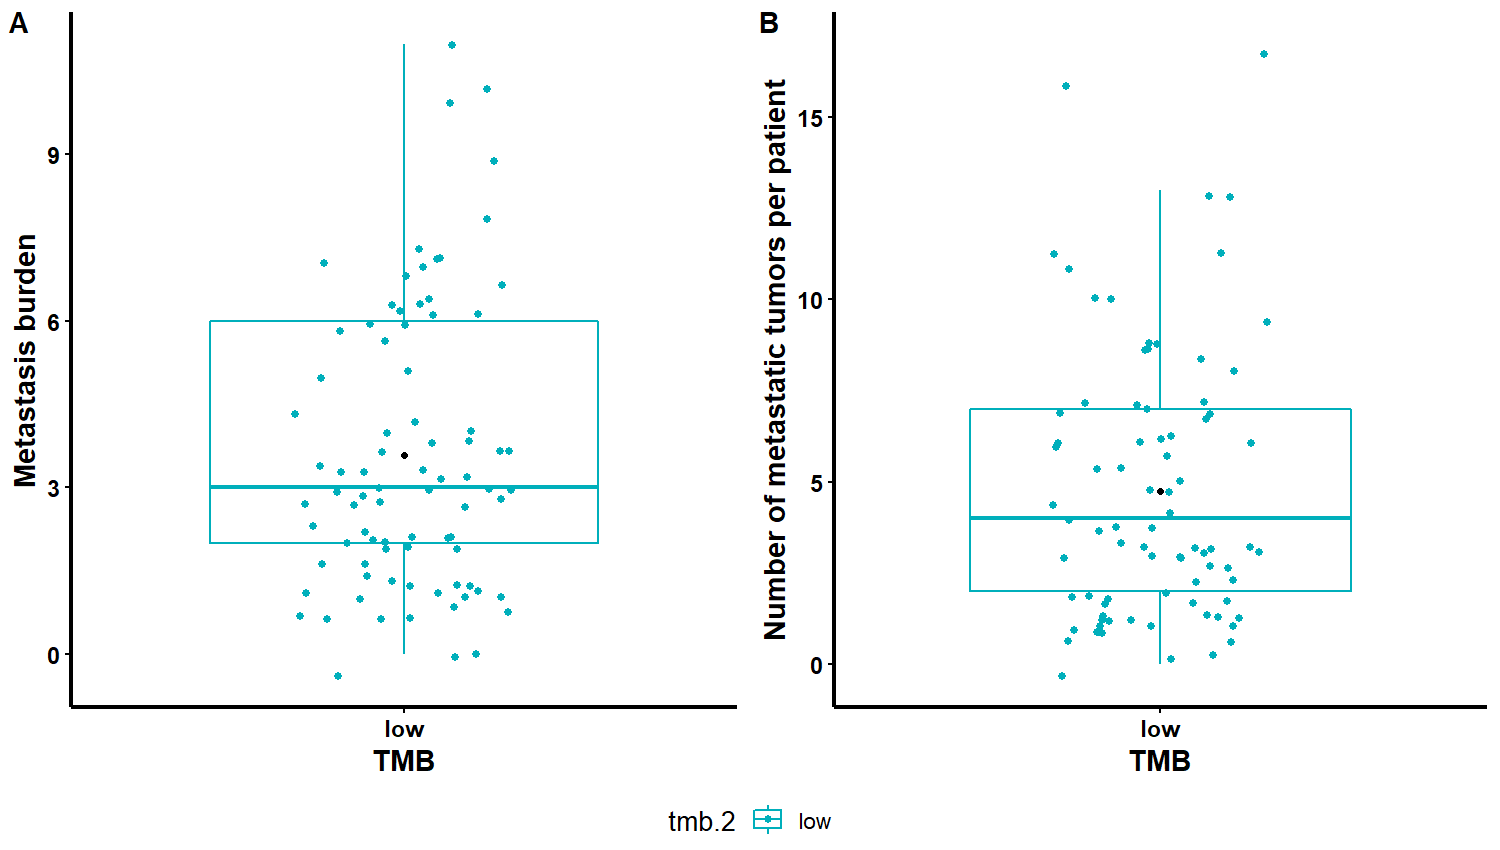 A
Metastasis burden
9
6
3
0
low
TMB
B
Number of metastatic tumors per patient
15
10
5
0
low
TMB
tmb.2 low